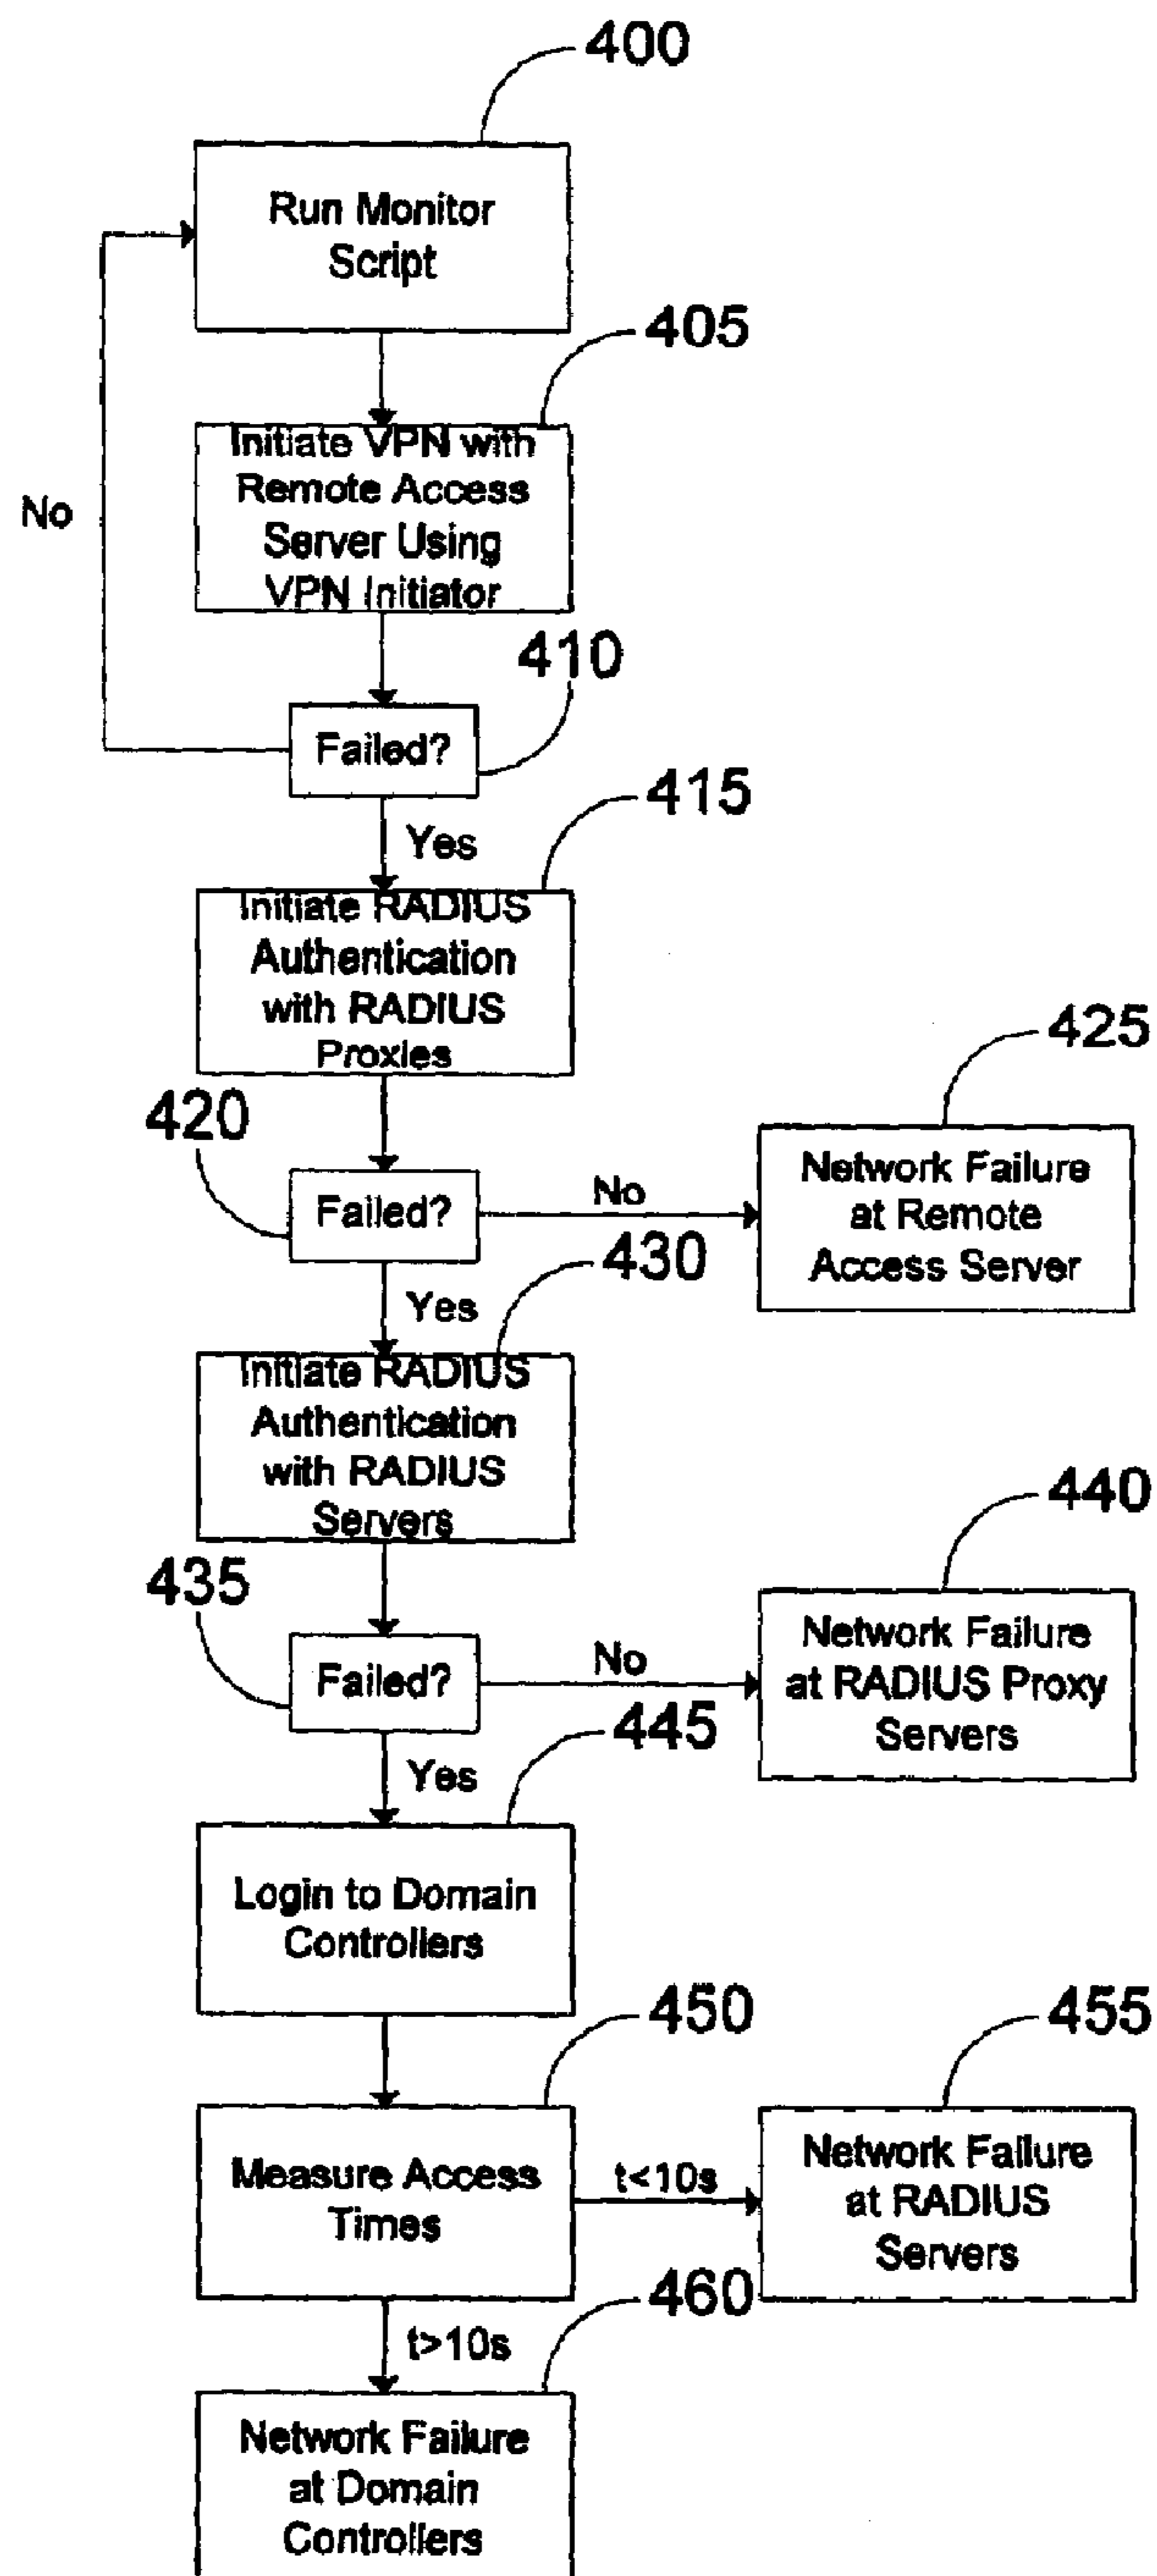 400
Run Monitor
Script
405
Initiate VPN with
Remote Access
Server Using
VPN Initiator
No
410
Failed?
415
Yes
Initiate RADIUS
Authentication
with RADIUS
Proxies
425
420
Network Failure
at Remote
Access Server
No
Failed?
430
Yes
Initiate RADIUS
Authentication
with RADIUS
Servers
440
435
Network Failure
at RADIUS Proxy
Servers
No
Failed?
445
Yes
Login to Domain
Controllers
450
455
Measure Access
Times
t<10s
Network Failure
at RADIUS
Servers
460
t>10s
Network Failure
at Domain
Controllers